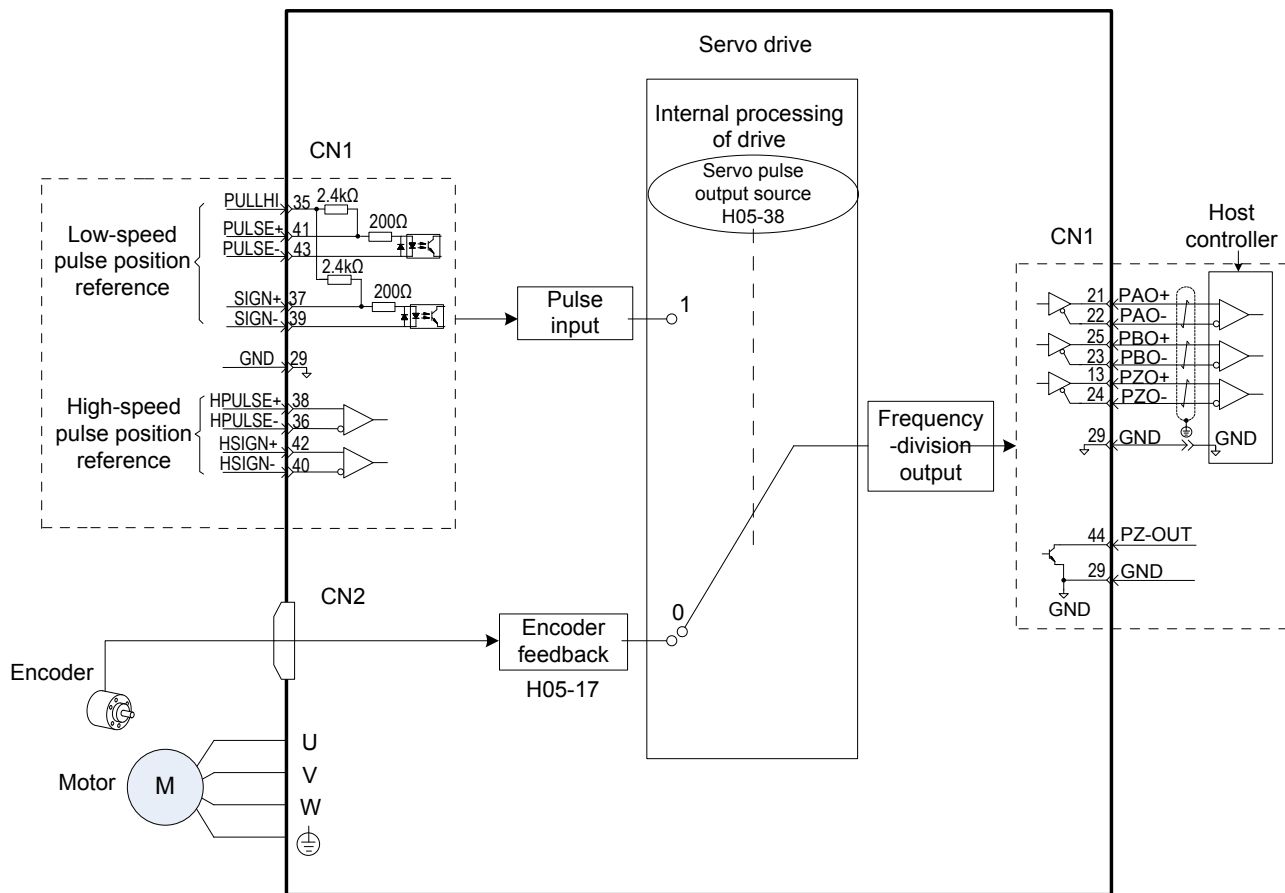 Servo drive
Internal processing
of drive
Servo pulse
output source
H05-38
CN1
Low-speed
pulse position
reference
PULLHI 35 2.4kΩ
PULSE+ 41 200Ω
PULSE- 43
2.4kΩ
SIGN+ 37 200Ω
SIGN- 39
GND 29
High-speed
pulse position
reference
HPULSE+ 38
HPULSE- 36
HSIGN+ 42
HSIGN- 40
Pulse
input
1
0
Frequency
-division
output
CN1
Host
controller
21 PAO+
22 PAO-
25 PBO+
23 PBO-
13 PZO+
24 PZO-
29 GND GND
44 PZ-OUT
29 GND
GND
CN2
Encoder
feedback
H05-17
Encoder
Motor
M
U
V
W